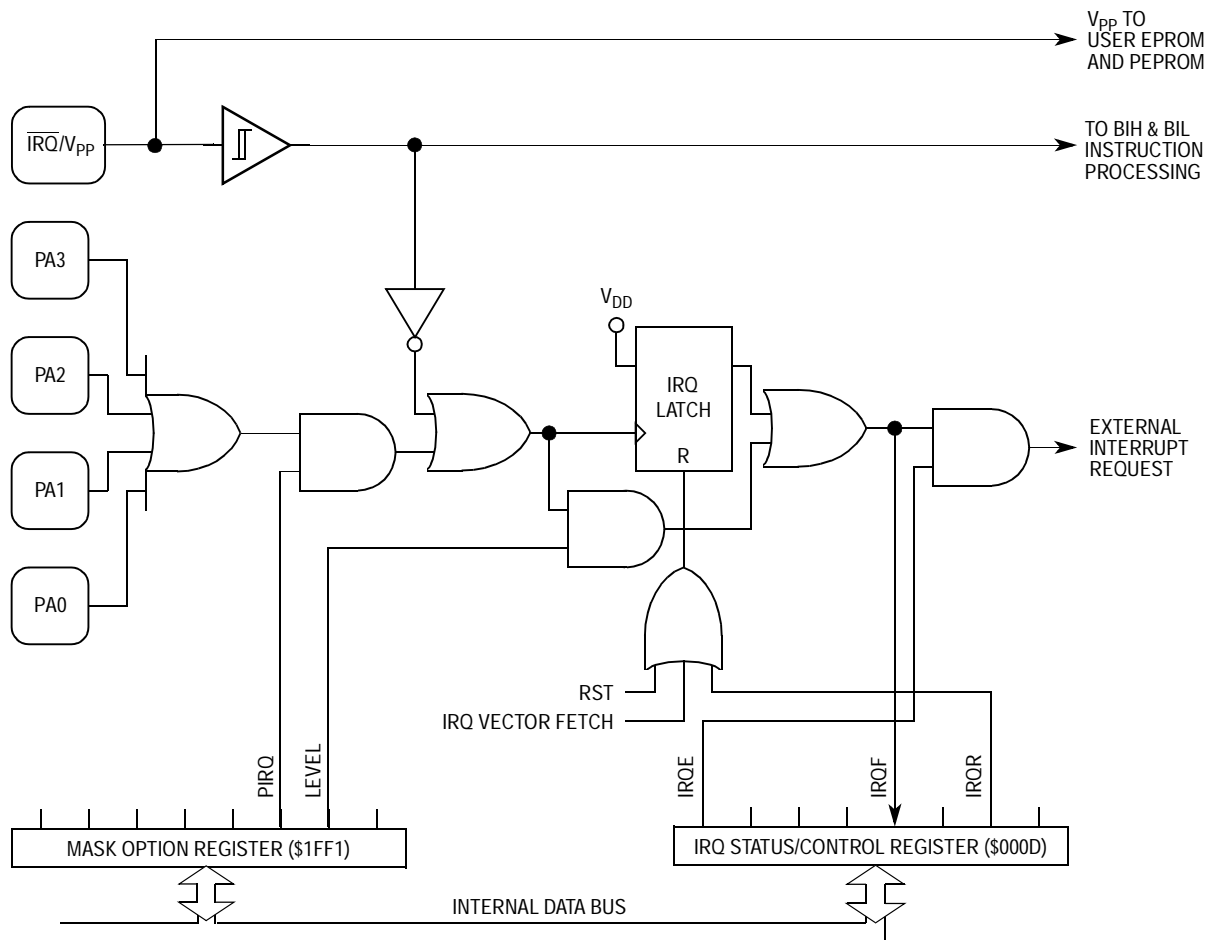 V_PP TO
USER EPROM
AND PEPROM
I̅R̅Q̅/V_PP
TO BIH & BIL
INSTRUCTION
PROCESSING
PA3
V_DD
PA2
IRQ
LATCH
R
EXTERNAL
INTERRUPT
REQUEST
PA1
PA0
RST
IRQ VECTOR FETCH
PIRQ
LEVEL
IRQE
IRQF
IRQR
MASK OPTION REGISTER ($1FF1)
IRQ STATUS/CONTROL REGISTER ($000D)
INTERNAL DATA BUS